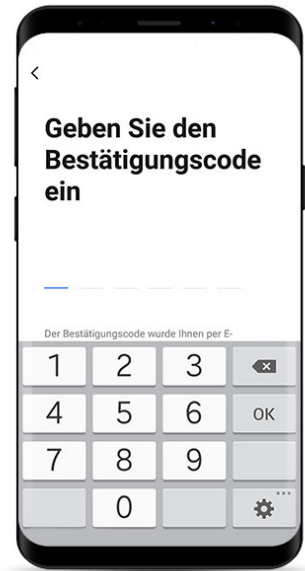 Geben Sie den
Bestätigungscode
ein
Der Bestätigungscode wurde Ihnen per E-
1 2 3
4 5 6 OK
7 8 9
0